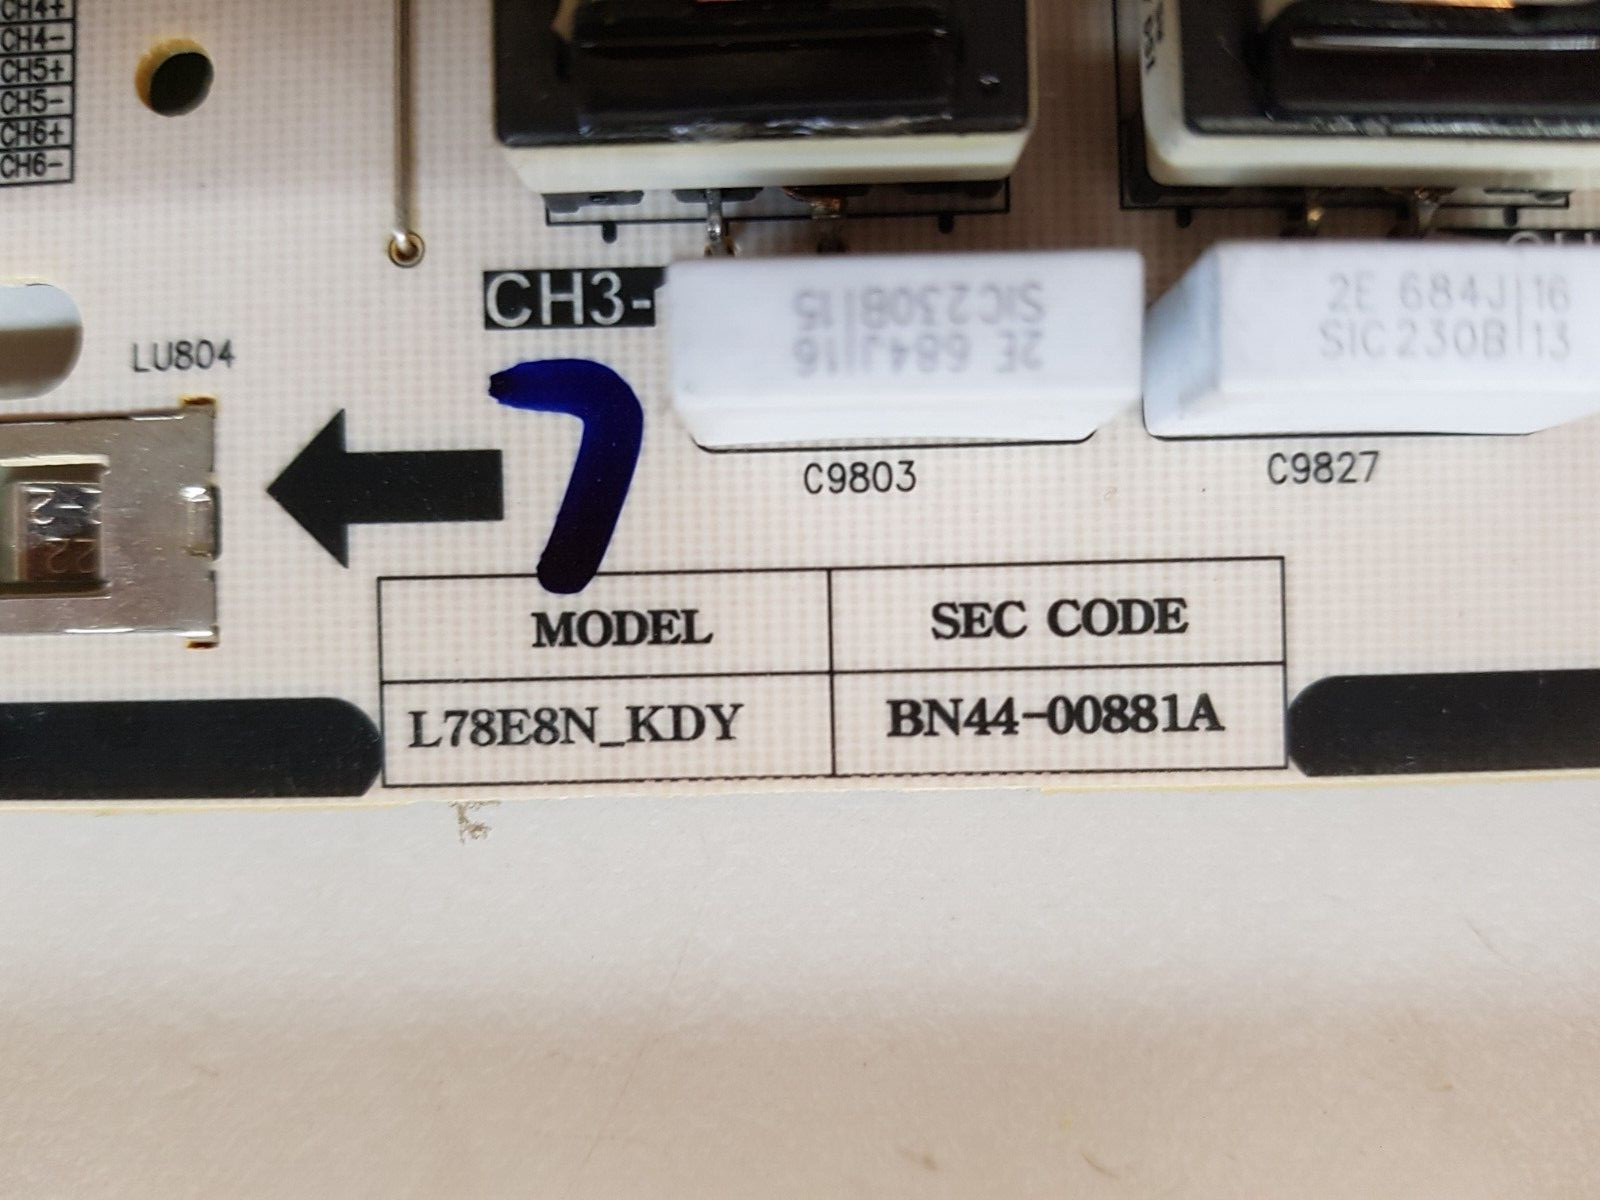 CH4+
CH4-
CH5+
CH5-
CH6+
CH6-
CH3-
LU804
SIC230B|15
2E 684J|16
2E 684J|16
SIC230B|13
7
C9803
C9827
MODEL
SEC CODE
L78E8N_KDY
BN44-00881A